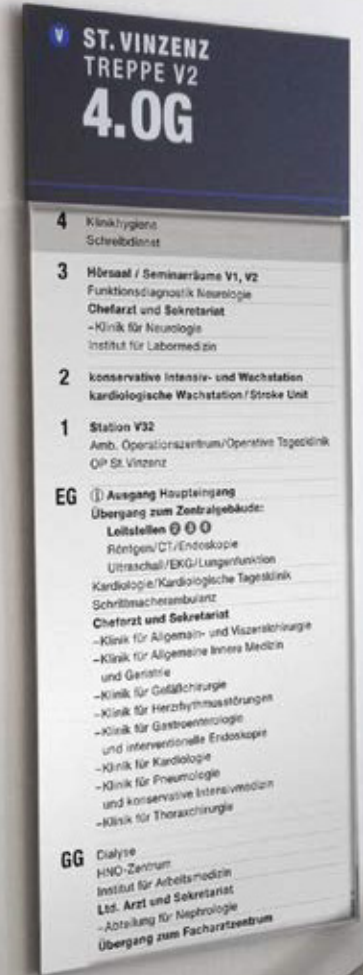 V ST. VINZENZ
TREPPE V2
4.OG
4 Klinikhygiene
Schreibdienst
3 Hörsaal / Seminarräume V1, V2
Funktionsdiagnostik Neurologie
Chefarzt und Sekretariat
–Klinik für Neurologie
Institut für Labormedizin
2 konservative Intensiv- und Wachstation
kardiologische Wachstation/Stroke Unit
1 Station V32
Amb. Operationszentrum/Operative Tagesklinik
OP St. Vinzenz
EG i Ausgang Haupteingang
Übergang zum Zentralgebäude:
Leitstellen
Röntgen/CT/Endoskopie
Ultraschall/EKG/Lungenfunktion
Kardiologie/Kardiologische Tagesklinik
Schrittmacherambulanz
Chefarzt und Sekretariat
–Klinik für Allgemein- und Viszeralchirurgie
–Klinik für Allgemeine Innere Medizin
und Geriatrie
–Klinik für Gefäßchirurgie
–Klinik für Herzrhythmusstörungen
–Klinik für Gastroenterologie
und interventionelle Endoskopie
–Klinik für Kardiologie
–Klinik für Pneumologie
und konservative Intensivmedizin
–Klinik für Thoraxchirurgie
GG Dialyse
HNO-Zentrum
Institut für Arbeitsmedizin
Ltd. Arzt und Sekretariat
–Abteilung für Nephrologie
Übergang zum Facharztzentrum